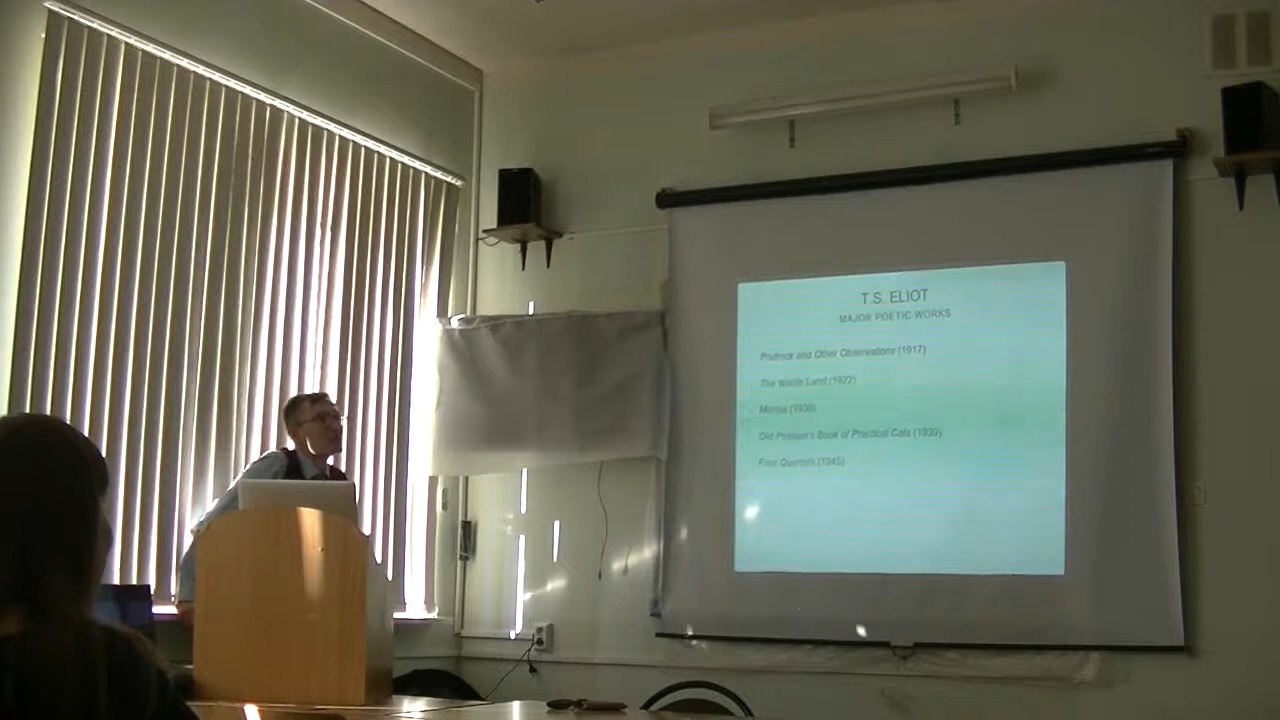 T.S. ELIOT
MAJOR POETIC WORKS
Prufrock and Other Observations (1917)
The Waste Land (1922)
Marina (1930)
Old Possum's Book of Practical Cats (1939)
Four Quartets (1945)